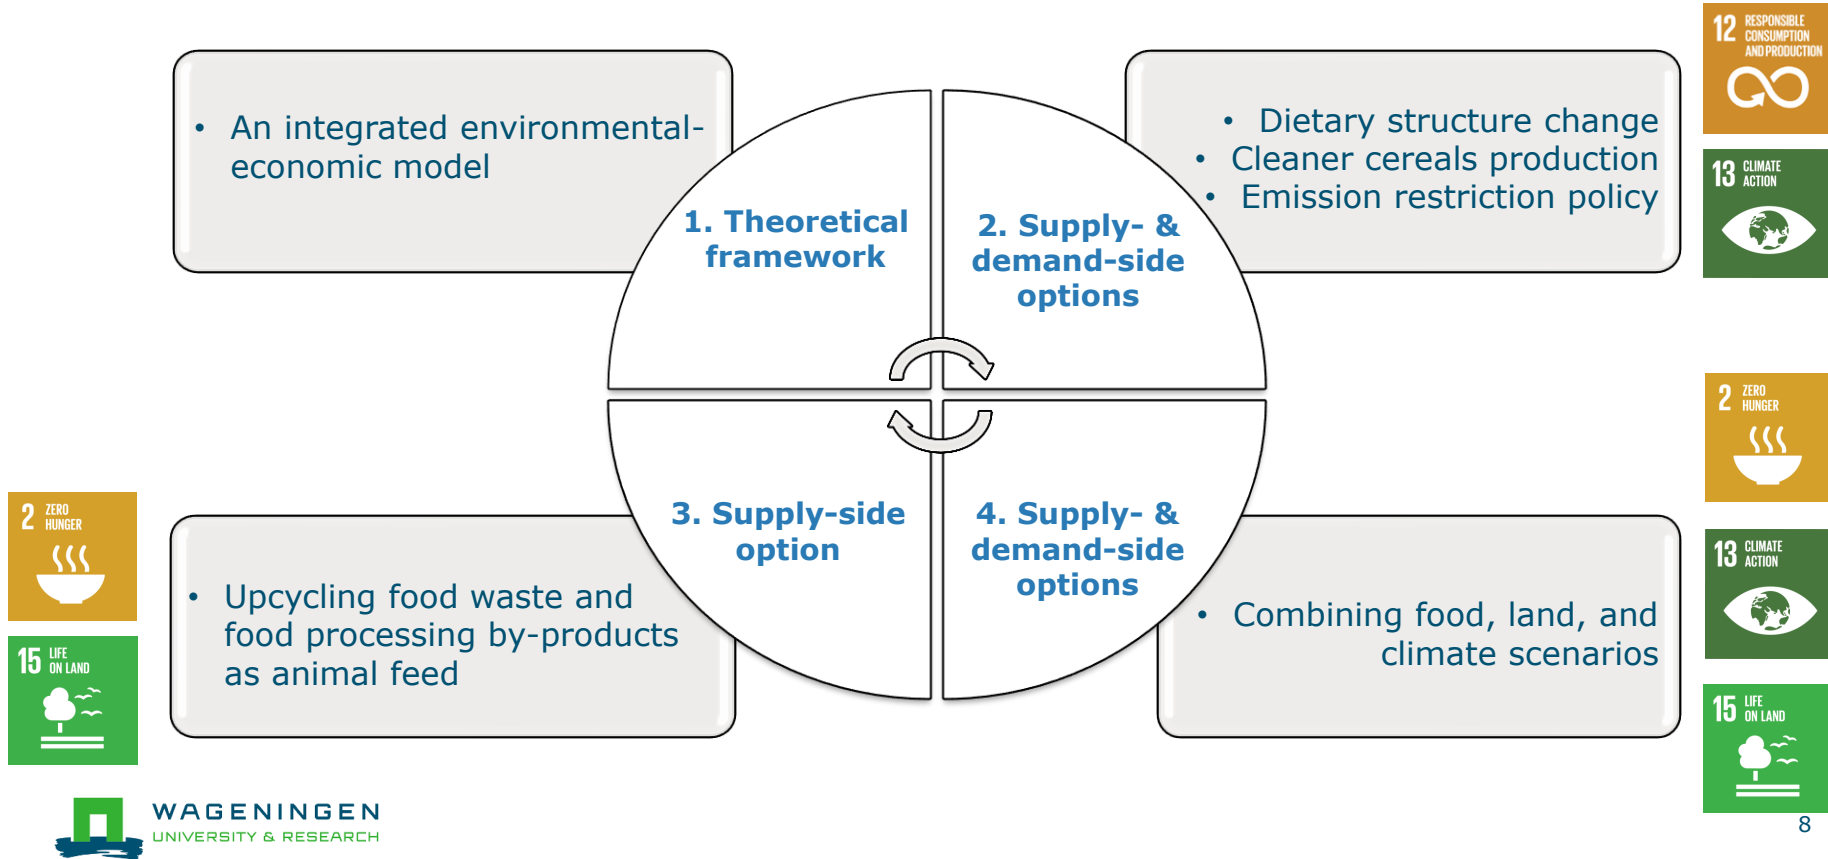 • An integrated environmental-
economic model
1. Theoretical
framework
2. Supply- &
demand-side
options
• Dietary structure change
• Cleaner cereals production
• Emission restriction policy
12 RESPONSIBLE
CONSUMPTION
AND PRODUCTION
13 CLIMATE
ACTION
2 ZERO
HUNGER
15 LIFE
ON LAND
• Upcycling food waste and
food processing by-products
as animal feed
3. Supply-side
option
4. Supply- &
demand-side
options
• Combining food, land, and
climate scenarios
2 ZERO
HUNGER
13 CLIMATE
ACTION
15 LIFE
ON LAND
WAGENINGEN
UNIVERSITY & RESEARCH
8